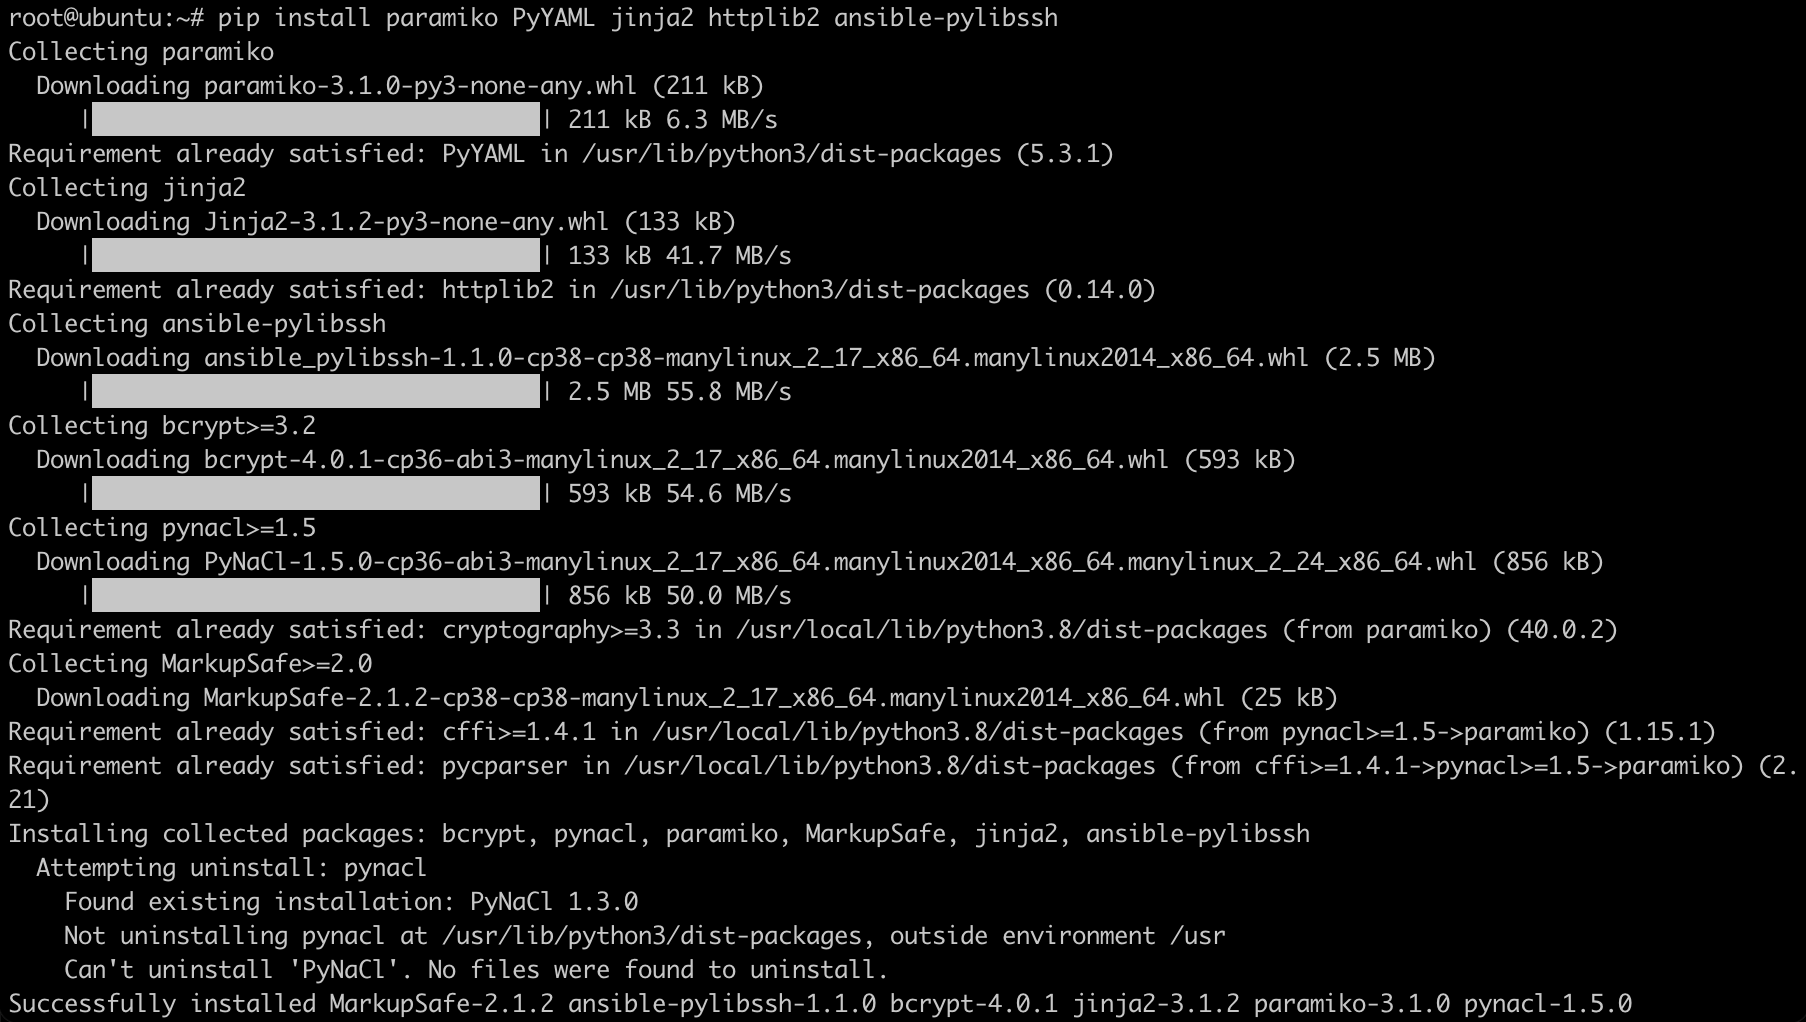 root@ubuntu:~# pip install paramiko PyYAML jinja2 httplib2 ansible-pylibssh
Collecting paramiko
  Downloading paramiko-3.1.0-py3-none-any.whl (211 kB)
     |████████████████████████████████| 211 kB 6.3 MB/s
Requirement already satisfied: PyYAML in /usr/lib/python3/dist-packages (5.3.1)
Collecting jinja2
  Downloading Jinja2-3.1.2-py3-none-any.whl (133 kB)
     |████████████████████████████████| 133 kB 41.7 MB/s
Requirement already satisfied: httplib2 in /usr/lib/python3/dist-packages (0.14.0)
Collecting ansible-pylibssh
  Downloading ansible_pylibssh-1.1.0-cp38-cp38-manylinux_2_17_x86_64.manylinux2014_x86_64.whl (2.5 MB)
     |████████████████████████████████| 2.5 MB 55.8 MB/s
Collecting bcrypt>=3.2
  Downloading bcrypt-4.0.1-cp36-abi3-manylinux_2_17_x86_64.manylinux2014_x86_64.whl (593 kB)
     |████████████████████████████████| 593 kB 54.6 MB/s
Collecting pynacl>=1.5
  Downloading PyNaCl-1.5.0-cp36-abi3-manylinux_2_17_x86_64.manylinux2014_x86_64.manylinux_2_24_x86_64.whl (856 kB)
     |████████████████████████████████| 856 kB 50.0 MB/s
Requirement already satisfied: cryptography>=3.3 in /usr/local/lib/python3.8/dist-packages (from paramiko) (40.0.2)
Collecting MarkupSafe>=2.0
  Downloading MarkupSafe-2.1.2-cp38-cp38-manylinux_2_17_x86_64.manylinux2014_x86_64.whl (25 kB)
Requirement already satisfied: cffi>=1.4.1 in /usr/local/lib/python3.8/dist-packages (from pynacl>=1.5->paramiko) (1.15.1)
Requirement already satisfied: pycparser in /usr/local/lib/python3.8/dist-packages (from cffi>=1.4.1->pynacl>=1.5->paramiko) (2.
21)
Installing collected packages: bcrypt, pynacl, paramiko, MarkupSafe, jinja2, ansible-pylibssh
  Attempting uninstall: pynacl
    Found existing installation: PyNaCl 1.3.0
    Not uninstalling pynacl at /usr/lib/python3/dist-packages, outside environment /usr
    Can't uninstall 'PyNaCl'. No files were found to uninstall.
Successfully installed MarkupSafe-2.1.2 ansible-pylibssh-1.1.0 bcrypt-4.0.1 jinja2-3.1.2 paramiko-3.1.0 pynacl-1.5.0